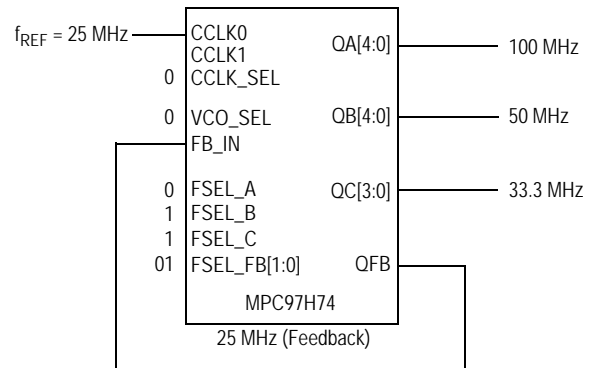 fREF = 25 MHz
CCLK0
CCLK1
0 CCLK_SEL
0 VCO_SEL
FB_IN
0 FSEL_A
1 FSEL_B
1 FSEL_C
01 FSEL_FB[1:0]
QA[4:0] 100 MHz
QB[4:0] 50 MHz
QC[3:0] 33.3 MHz
QFB
MPC97H74
25 MHz (Feedback)